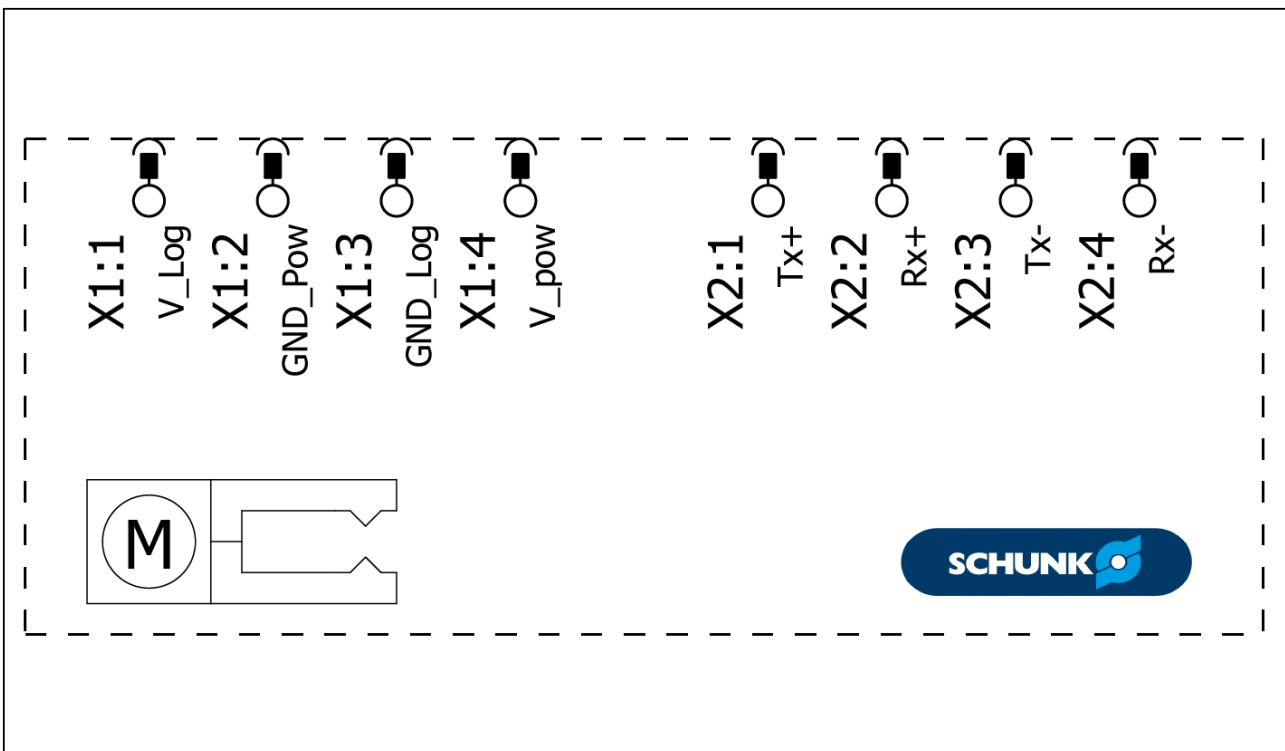 X1:1
V_Log
X1:2
GND_Pow
X1:3
GND_Log
X1:4
V_pow
X2:1
Tx+
X2:2
Rx+
X2:3
Tx-
X2:4
Rx-
M
SCHUNK